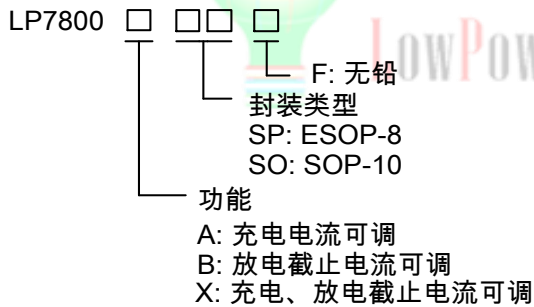 LP7800 □ □□ □
LowPow
F: 无铅
封装类型
SP: ESOP-8
SO: SOP-10
功能
A: 充电电流可调
B: 放电截止电流可调
X: 充电、放电截止电流可调